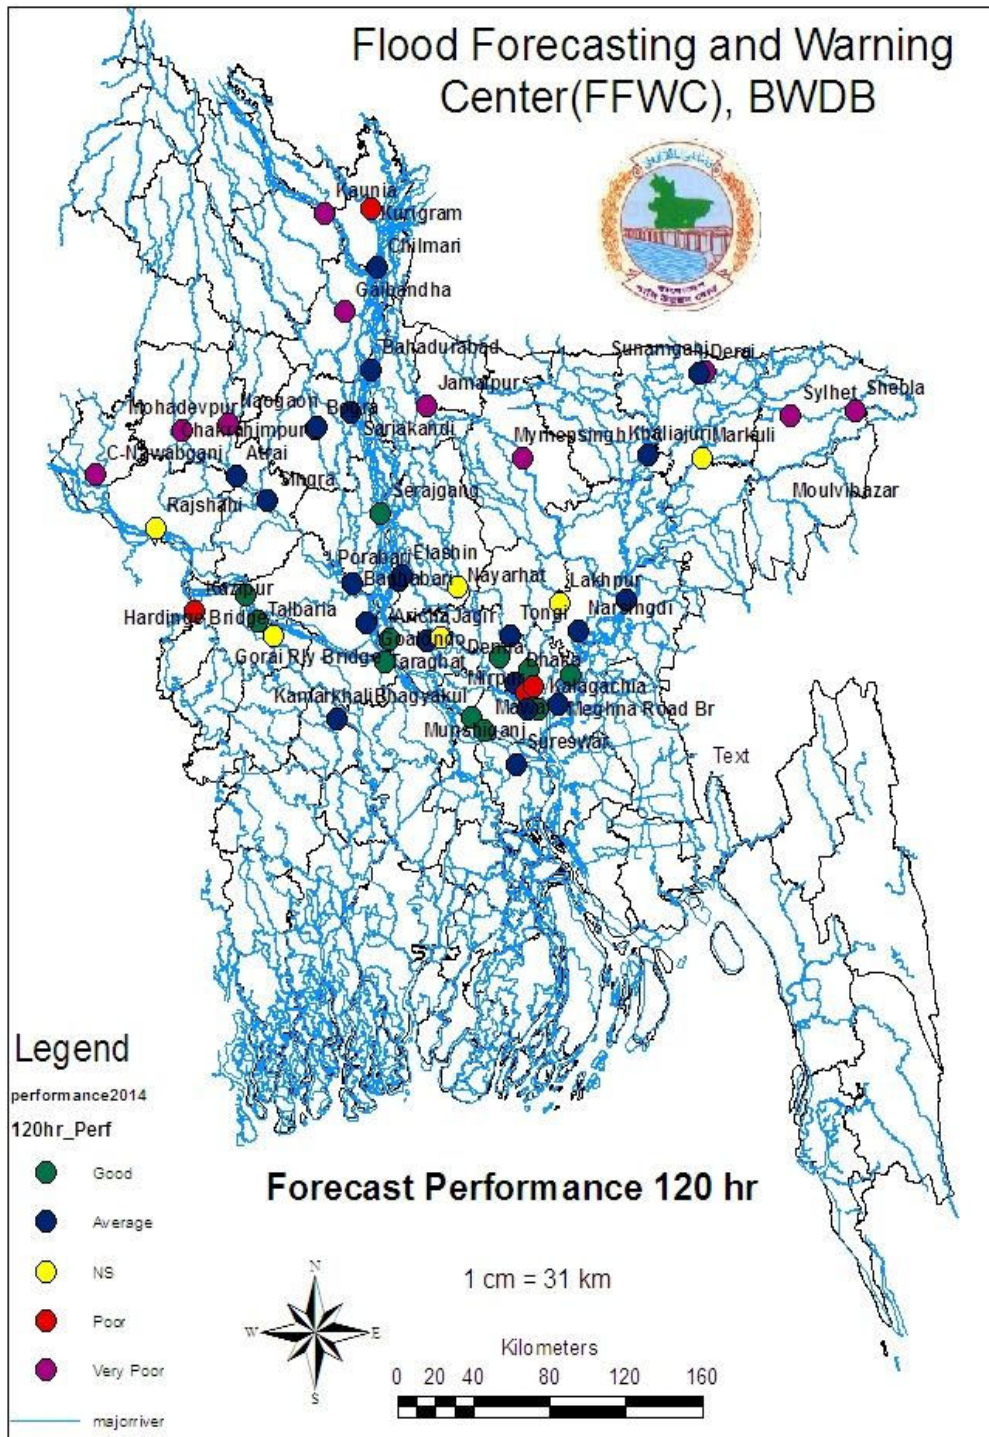 Flood Forecasting and Warning
Center(FFWC), BWDB
Kaunia
Kurigram
Chilmari
Gaibandha
Bahadurabad
Sunamganj
Derai
Jamalpur
Sylhet
Sheola
Mohadevpur
Naogaon
Bogra
Chakrahimpur
Sariakandi
Mymensingh
Khaliajuri
Markuli
C-Nawabganj
Atrai
Singra
Moulvibazar
Rajshahi
Serajganj
Porabari
Elashin
Baghabari
Nayarhat
Lakhpur
Kazipur
Narsingdi
Hardinge Bridge
Talbaria
Aricha
Jagir
Tongi
Goalondo
Demra
Gorai Rly Bridge
Taraghat
Dhaka
Mirpur
Kalagachia
Kamarkhali
Bhagyakul
Meghna Road Br
Munshiganj
Sureswar
Text
Legend
performance2014
120hr_Perf
Good
Average
NS
Poor
Very Poor
majorriver
Forecast Performance 120 hr
N
W
E
S
1 cm = 31 km
Kilometers
0 20 40 80 120 160